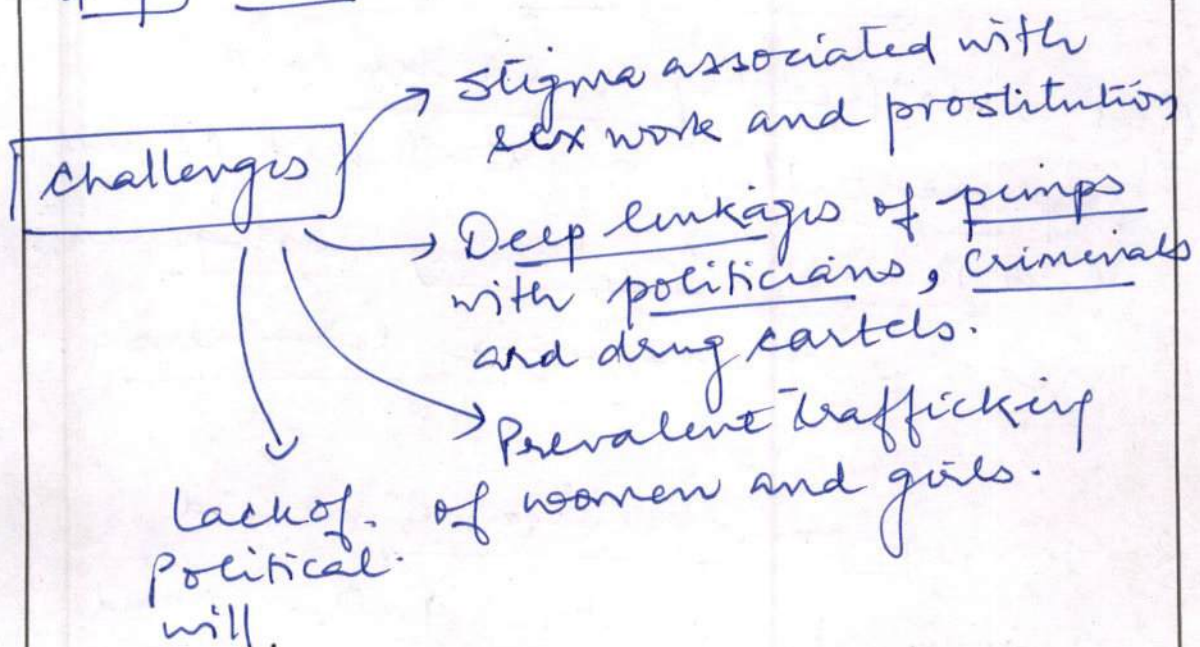 Stigma associated with
sex work and prostitution
Challenges
Deep linkages of pimps
with politicians, criminals
and drug cartels.
Prevalent trafficking
of women and girls.
Lack of
Political
will.